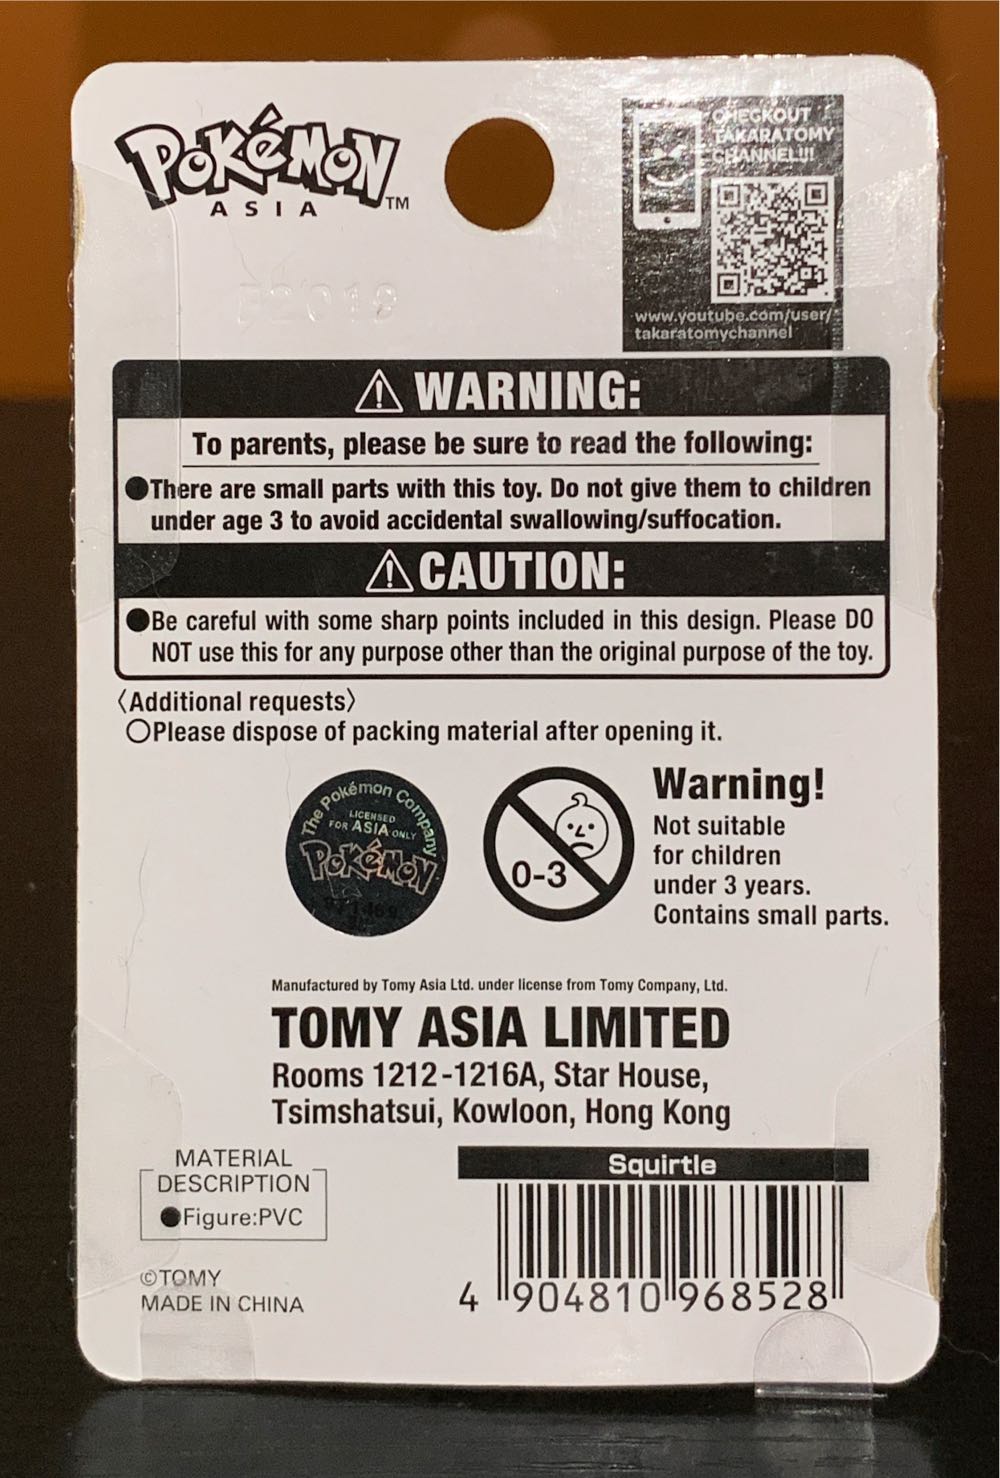 POKéMON
ASIA
TM
CHECKOUT
TAKARATOMY
CHANNEL!!!
www.youtube.com/user/
takaratomychannel
WARNING:
To parents, please be sure to read the following:
●There are small parts with this toy. Do not give them to children
under age 3 to avoid accidental swallowing/suffocation.
CAUTION:
●Be careful with some sharp points included in this design. Please DO
NOT use this for any purpose other than the original purpose of the toy.
〈Additional requests〉
○Please dispose of packing material after opening it.
The Pokémon Company
LICENSED
FOR ASIA ONLY
POKéMON
0-3
Warning!
Not suitable
for children
under 3 years.
Contains small parts.
Manufactured by Tomy Asia Ltd. under license from Tomy Company, Ltd.
TOMY ASIA LIMITED
Rooms 1212-1216A, Star House,
Tsimshatsui, Kowloon, Hong Kong
MATERIAL
DESCRIPTION
●Figure:PVC
©TOMY
MADE IN CHINA
Squirtle
4 904810 968528